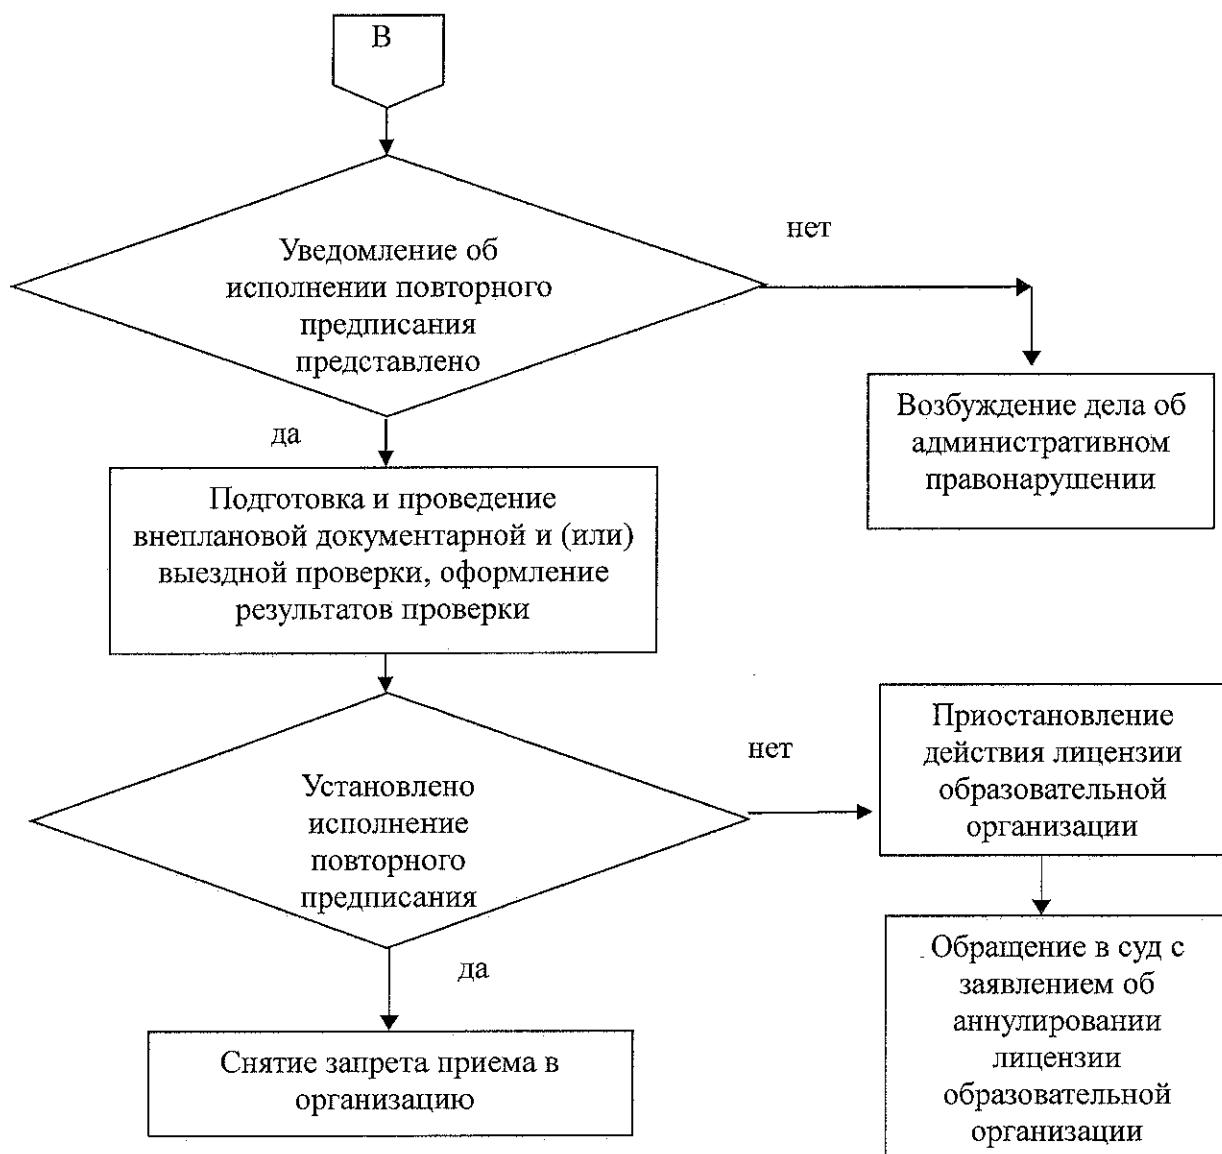 В
Уведомление об
исполнении повторного
предписания
представлено
нет
Возбуждение дела об
административном
правонарушении
да
Подготовка и проведение
внеплановой документарной и (или)
выездной проверки, оформление
результатов проверки
Установлено
исполнение
повторного
предписания
нет
Приостановление
действия лицензии
образовательной
организации
Обращение в суд с
заявлением об
аннулировании
лицензии
образовательной
организации
да
Снятие запрета приема в
организацию